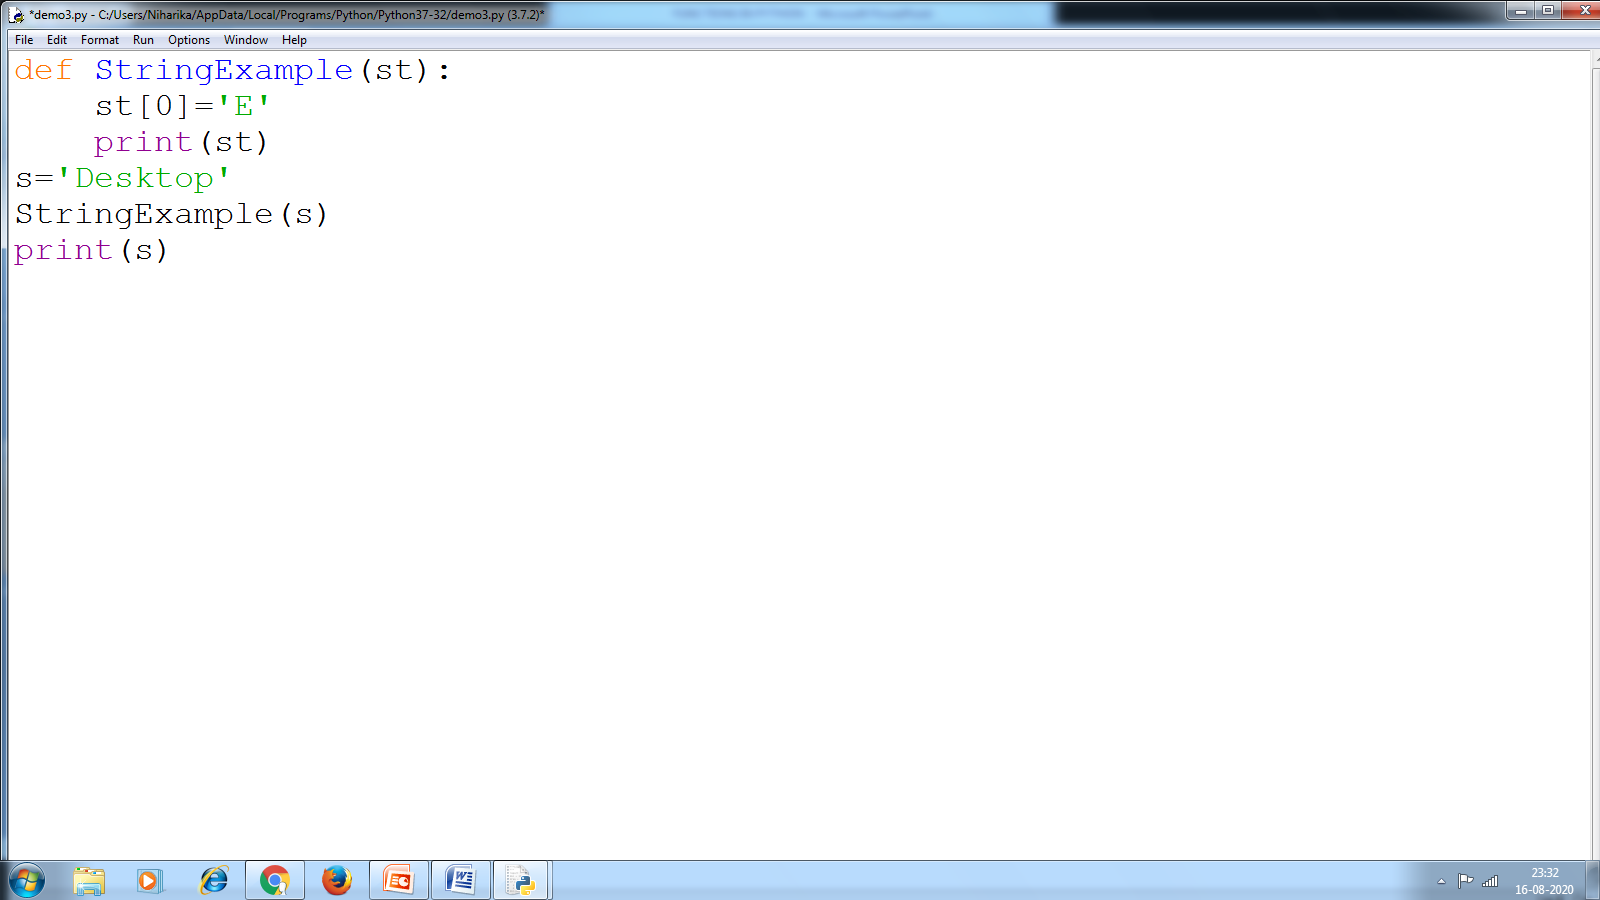 *demo3.py - C:/Users/Niharika/AppData/Local/Programs/Python/Python37-32/demo3.py (3.7.2)*
File Edit Format Run Options Window Help
def StringExample(st):
    st[0]='E'
    print(st)
s='Desktop'
StringExample(s)
print(s)
23:32
16-08-2020